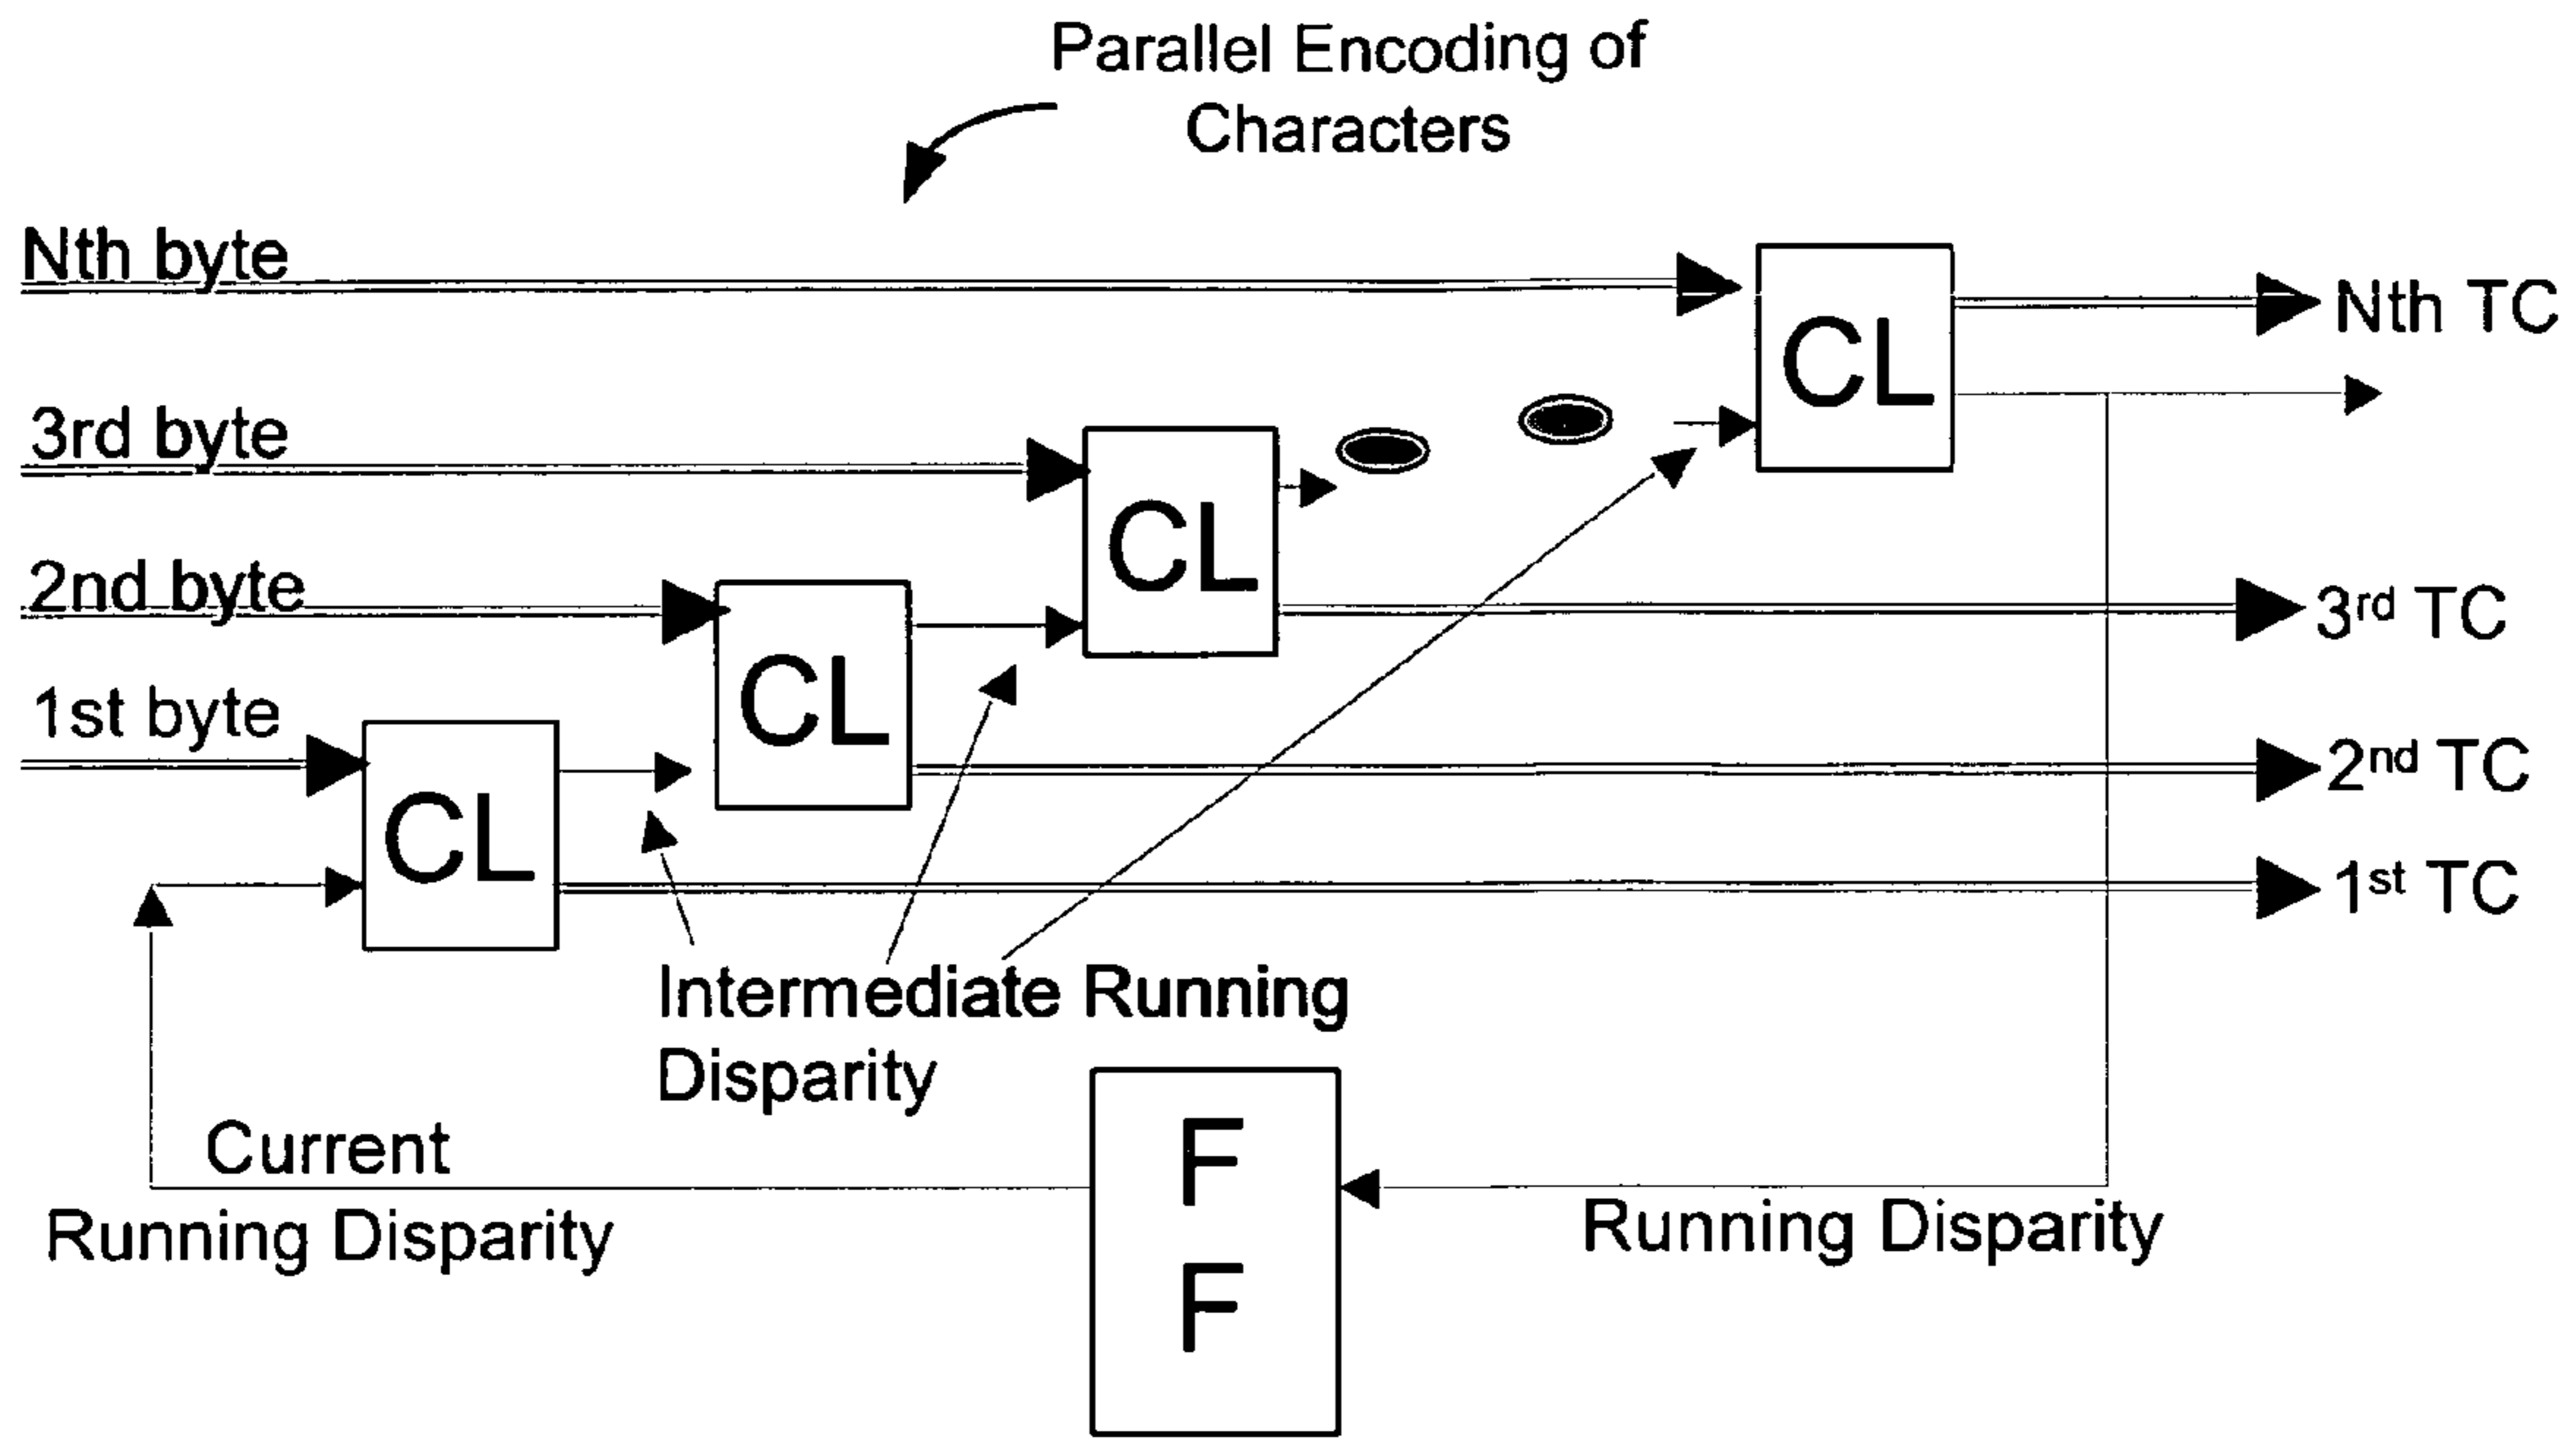 Parallel Encoding of
Characters
Nth byte
CL
Nth TC
3rd byte
CL
2nd byte
3rd TC
CL
1st byte
2nd TC
CL
1st TC
Intermediate Running
Disparity
Current
Running Disparity
F
F
Running Disparity